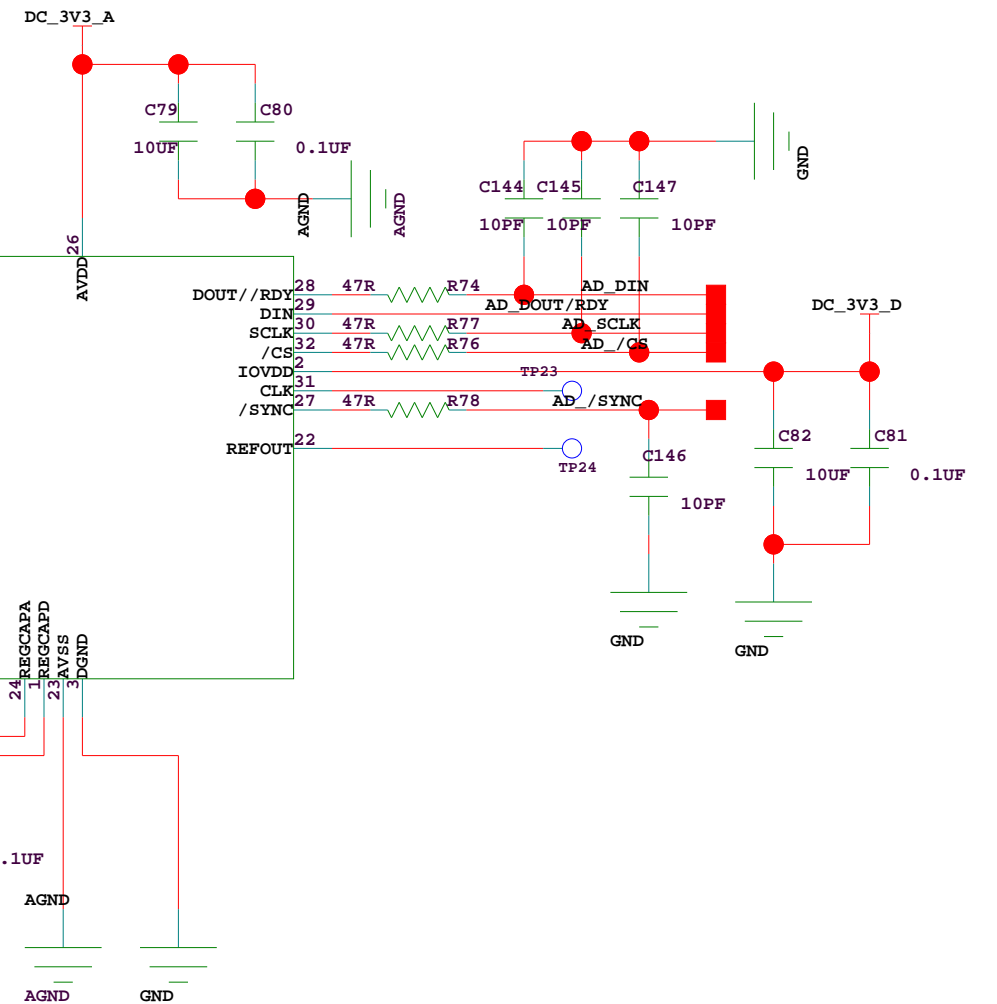 DC_3V3_A
C79
C80
10UF
0.1UF
AGND
AGND
GND
C144
C145
C147
10PF
10PF
10PF
26
AVDD
DOUT//RDY
28
47R
R74
AD_DIN
DIN
29
AD_DOUT/RDY
SCLK
30
47R
R77
AD_SCLK
/CS
32
47R
R76
AD_/CS
DC_3V3_D
IOVDD
2
CLK
31
TP23
/SYNC
27
47R
R78
AD_/SYNC
REFOUT
22
TP24
C146
10PF
C82
C81
10UF
0.1UF
GND
GND
REGCAPA
REGCAPD
AVSS
DGND
24
1
23
3
.1UF
AGND
AGND
GND